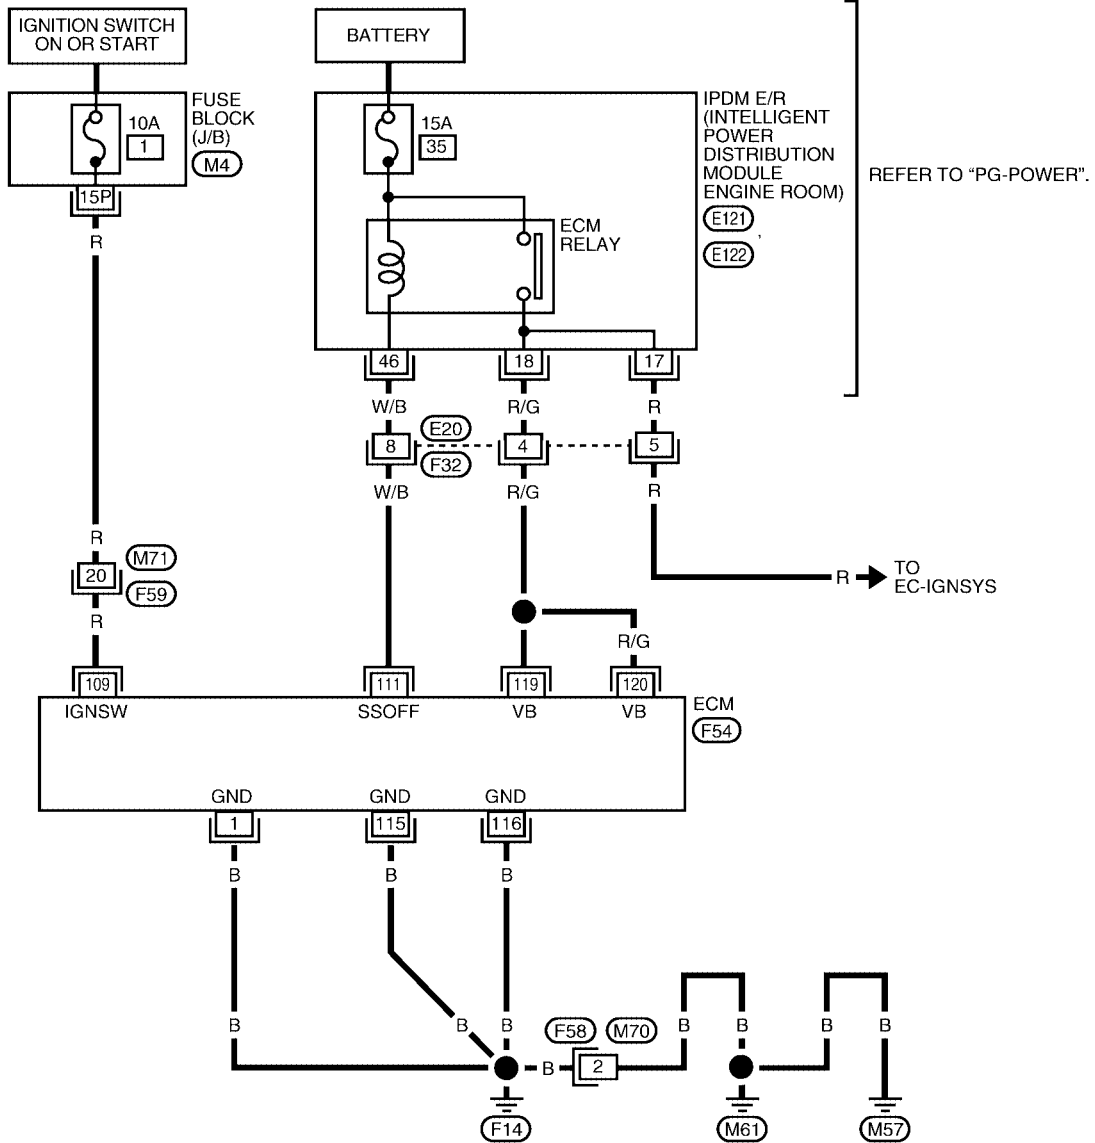 IGNITION SWITCH
ON OR START
BATTERY
FUSE
BLOCK
(J/B)
M4
10A
1
15P
15A
35
IPDM E/R
(INTELLIGENT
POWER
DISTRIBUTION
MODULE
ENGINE ROOM)
E121
,
E122
REFER TO “PG-POWER”.
ECM
RELAY
46
18
17
R
W/B
R/G
R
8
E20
F32
4
5
W/B
R/G
R
R
M71
20
F59
R
R
TO
EC-IGNSYS
R/G
109
111
119
120
IGNSW
SSOFF
VB
VB
ECM
F54
GND
GND
GND
1
115
116
B
B
B
B
B
B
F58
M70
B
B
B
B
B
2
F14
M61
M57